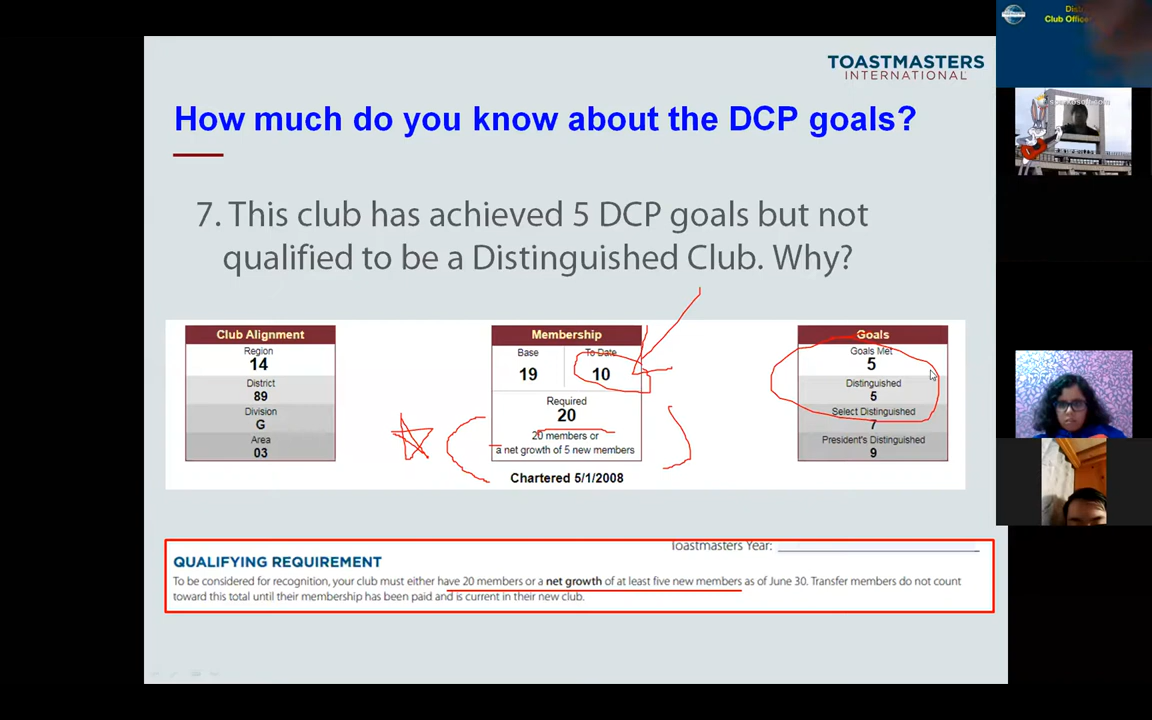 TOASTMASTERS
INTERNATIONAL
How much do you know about the DCP goals?
7. This club has achieved 5 DCP goals but not
qualified to be a Distinguished Club. Why?
Club Alignment
Region
14
District
89
Division
G
Area
03
Membership
Base
To Date
19
10
Required
20
20 members or
a net growth of 5 new members
Chartered 5/1/2008
Goals
Goals Met
5
Distinguished
5
Select Distinguished
7
President's Distinguished
9
Toastmasters Year:
QUALIFYING REQUIREMENT
To be considered for recognition, your club must either have 20 members or a net growth of at least five new members as of June 30. Transfer members do not count
toward this total until their membership has been paid and is current in their new club.
Club Office